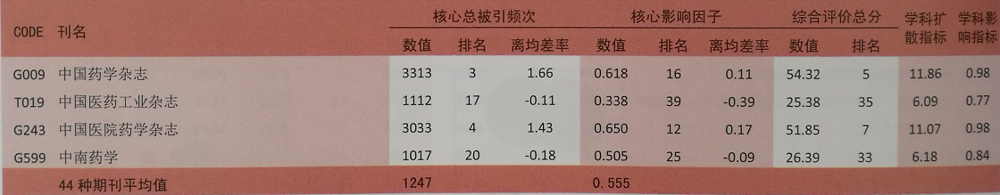 CODE 刊名 核心总被引频次 核心影响因子 综合评价总分 学科扩散指标 学科影响指标
数值 排名 离均差率 数值 排名 离均差率 数值 排名
G009 中国药学杂志 3313 3 1.66 0.618 16 0.11 54.32 5 11.86 0.98
T019 中国医药工业杂志 1112 17 -0.11 0.338 39 -0.39 25.38 35 6.09 0.77
G243 中国医院药学杂志 3033 4 1.43 0.650 12 0.17 51.85 7 11.07 0.98
G599 中南药学 1017 20 -0.18 0.505 25 -0.09 26.39 33 6.18 0.84
44 种期刊平均值 1247 0.555